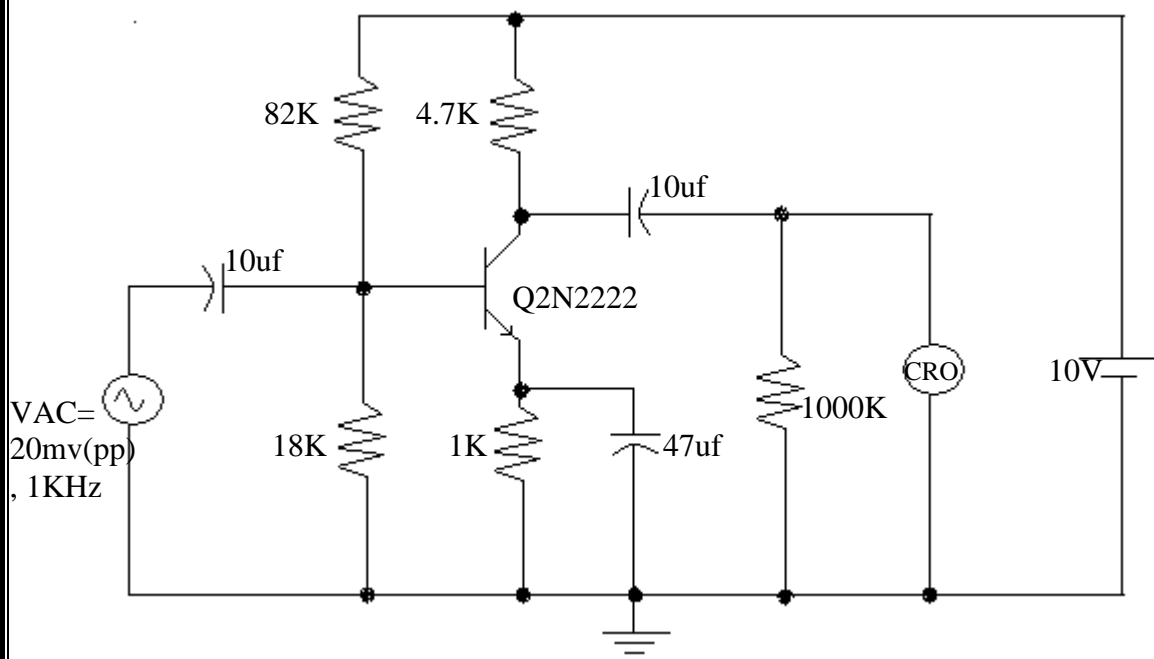 82K
4.7K
10uf
10uf
Q2N2222
CRO
10V
VAC=
20mv(pp)
, 1KHz
18K
1K
47uf
1000K